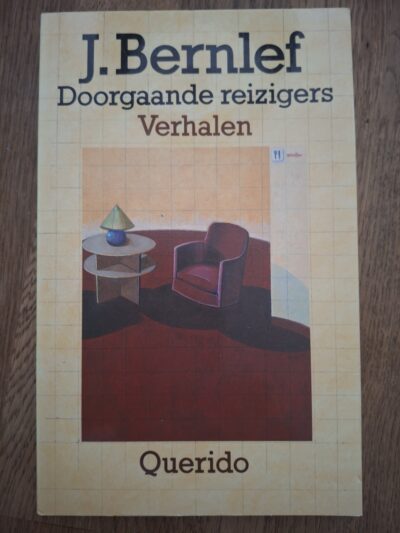 J. Bernlef
Doorgaande reizigers
Verhalen
Querido